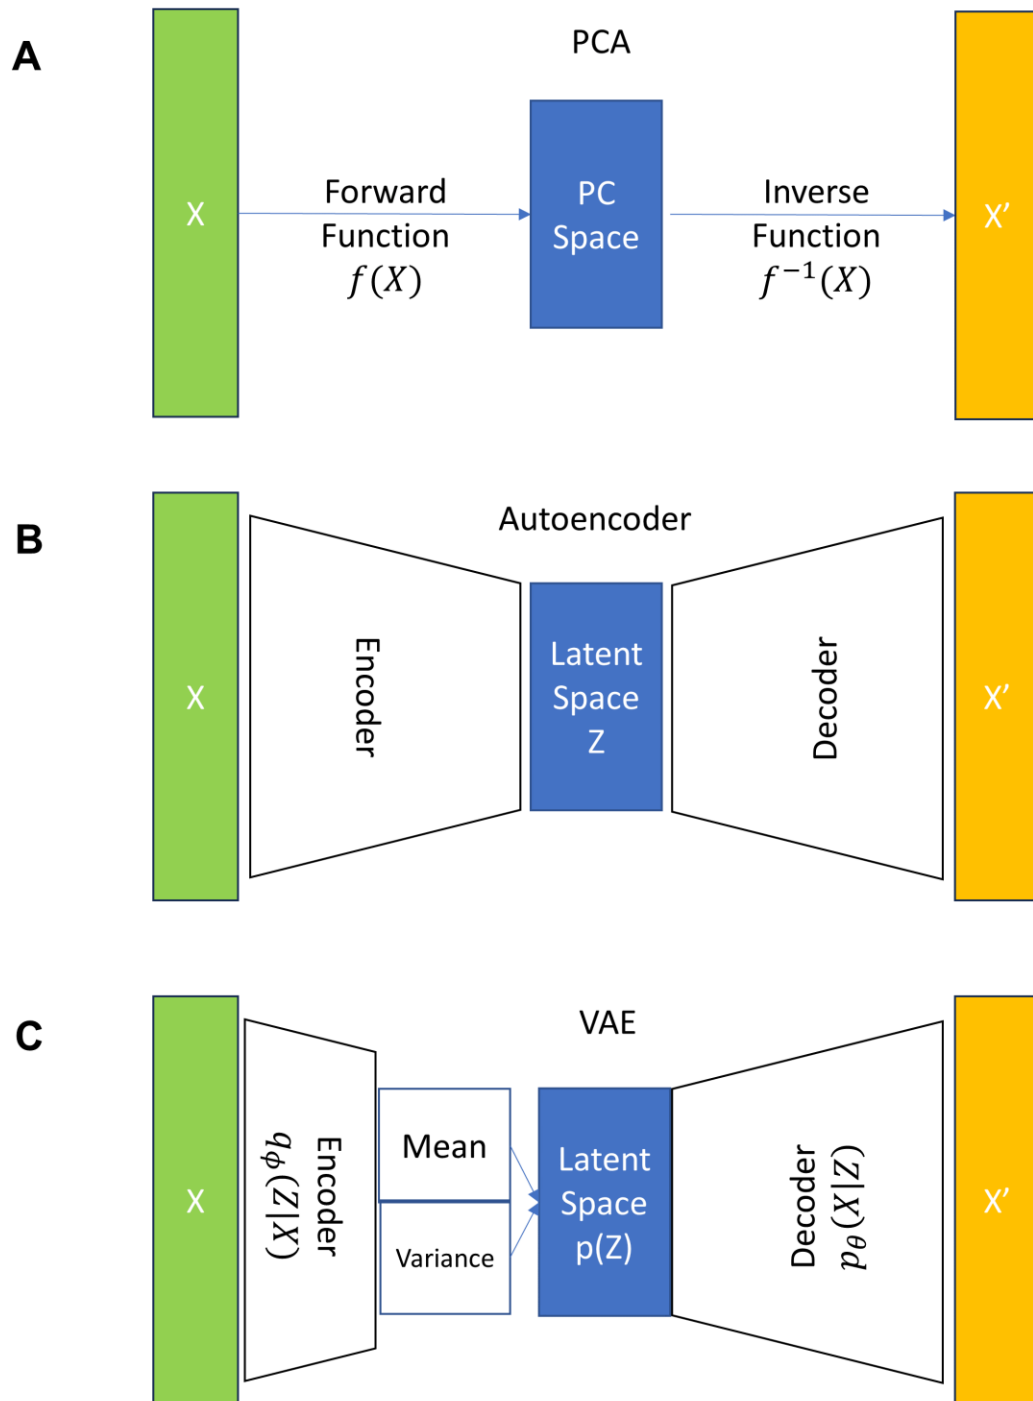 A
PCA
X
Forward
Function
f(X)
PC
Space
Inverse
Function
f⁻¹(X)
X’
B
Autoencoder
X
Encoder
Latent
Space
Z
Decoder
X’
C
VAE
X
Encoder
q_ϕ(Z|X)
Mean
Variance
Latent
Space
p(Z)
Decoder
p_θ(X|Z)
X’